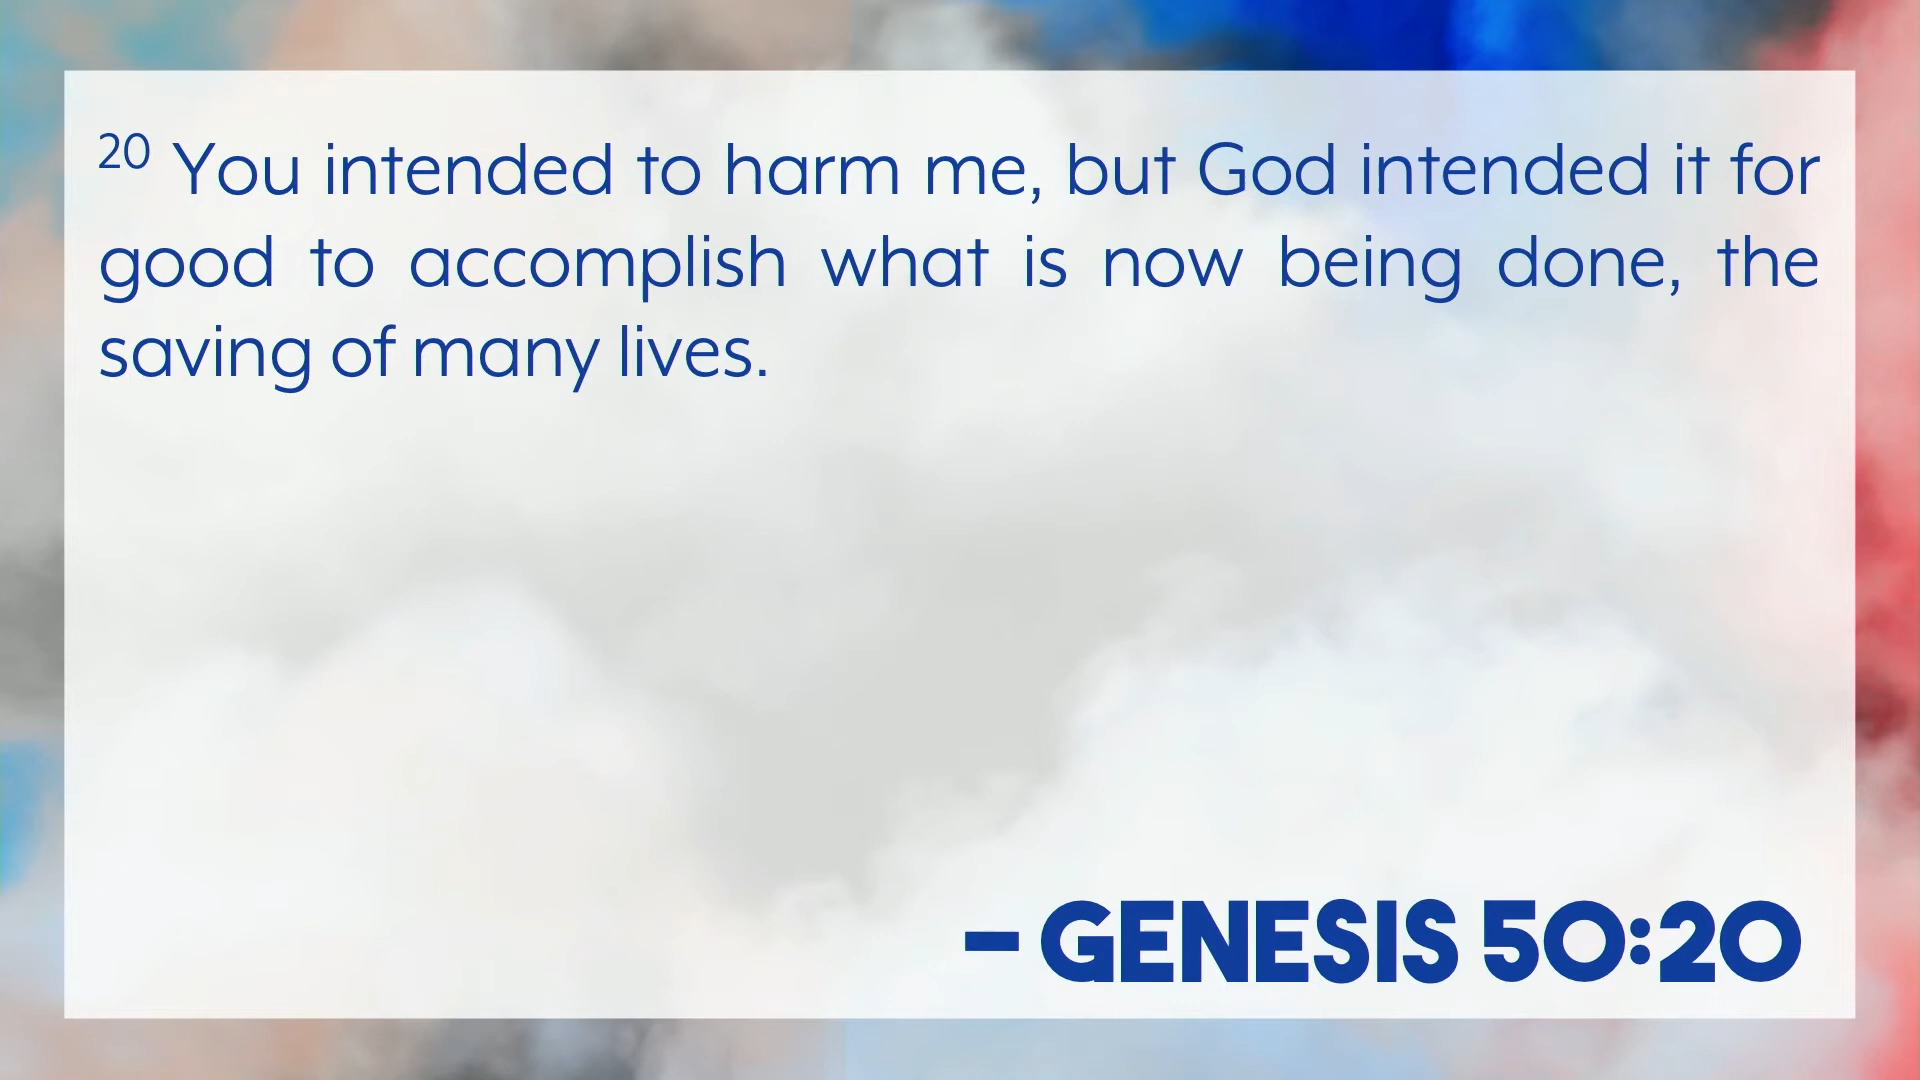 20 You intended to harm me, but God intended it for
good to accomplish what is now being done, the
saving of many lives.
– GENESIS 50:20